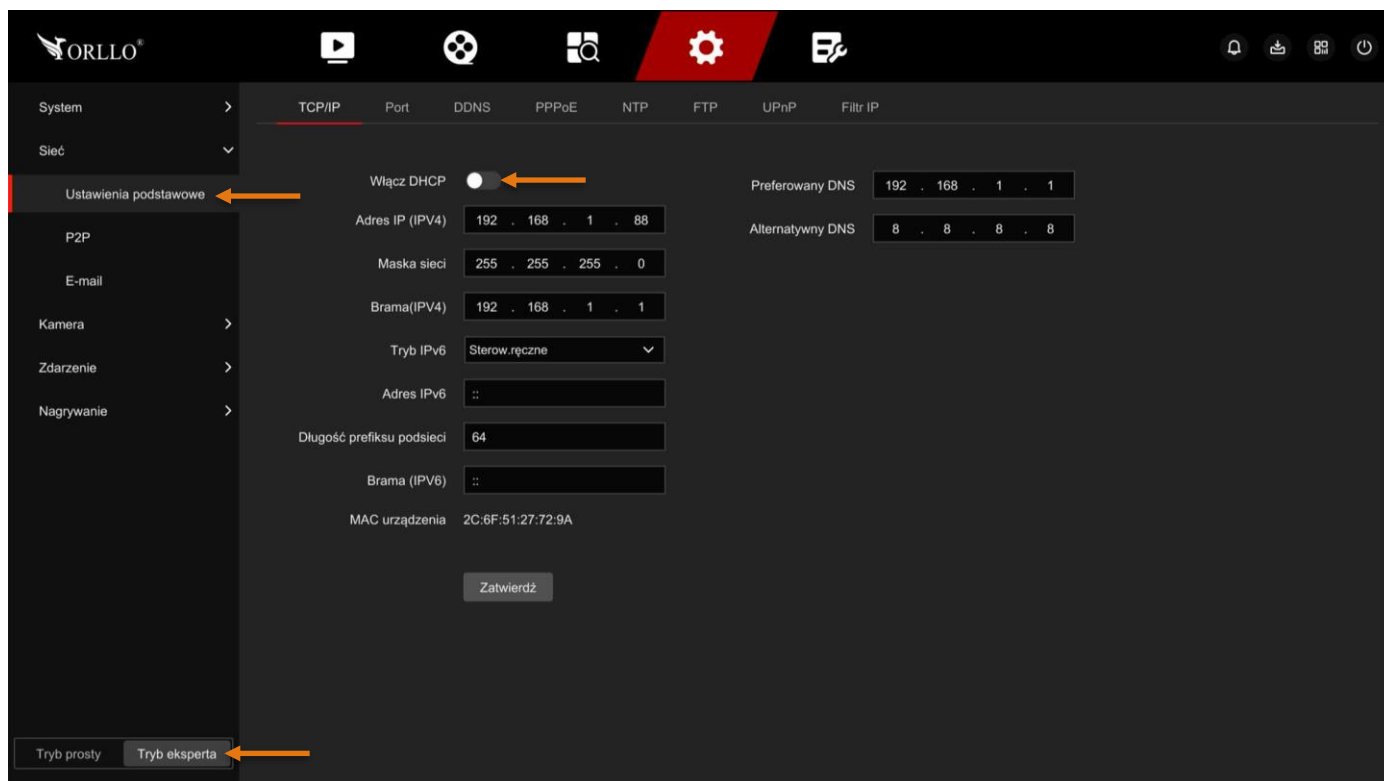 ORLLO®
System
Sieć
Ustawienia podstawowe
P2P
E-mail
Kamera
Zdarzenie
Nagrywanie
Tryb prosty Tryb eksperta
TCP/IP Port DDNS PPPoE NTP FTP UPnP Filtr IP
Włącz DHCP
Adres IP (IPV4) 192 . 168 . 1 . 88
Maska sieci 255 . 255 . 255 . 0
Brama(IPV4) 192 . 168 . 1 . 1
Tryb IPv6 Sterow.ręczne
Adres IPv6 ::
Długość prefiksu podsieci 64
Brama (IPV6) ::
MAC urządzenia 2C:6F:51:27:72:9A
Zatwierdź
Preferowany DNS 192 . 168 . 1 . 1
Alternatywny DNS 8 . 8 . 8 . 8